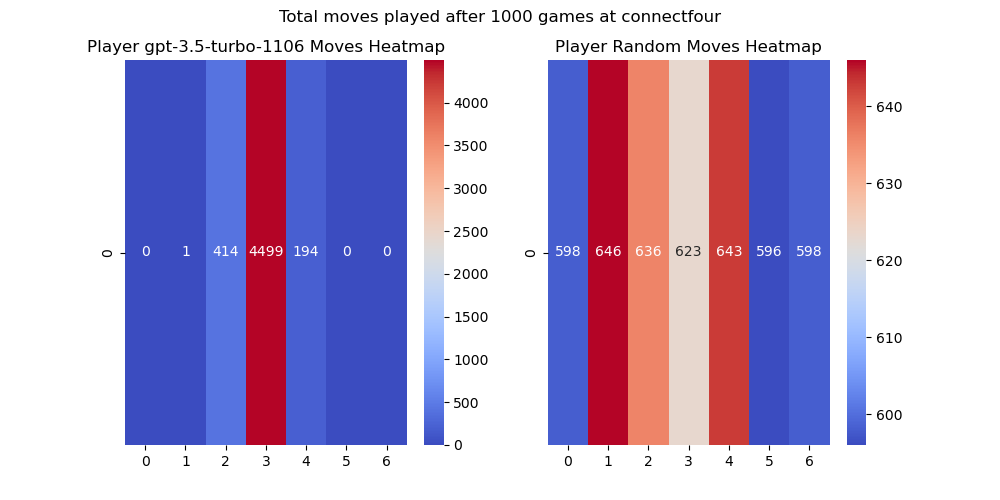 Total moves played after 1000 games at connectfour
Player gpt-3.5-turbo-1106 Moves Heatmap
0
0 1 414 4499 194 0 0
0 1 2 3 4 5 6
4000
3500
3000
2500
2000
1500
1000
500
0
Player Random Moves Heatmap
0
598 646 636 623 643 596 598
0 1 2 3 4 5 6
640
630
620
610
600